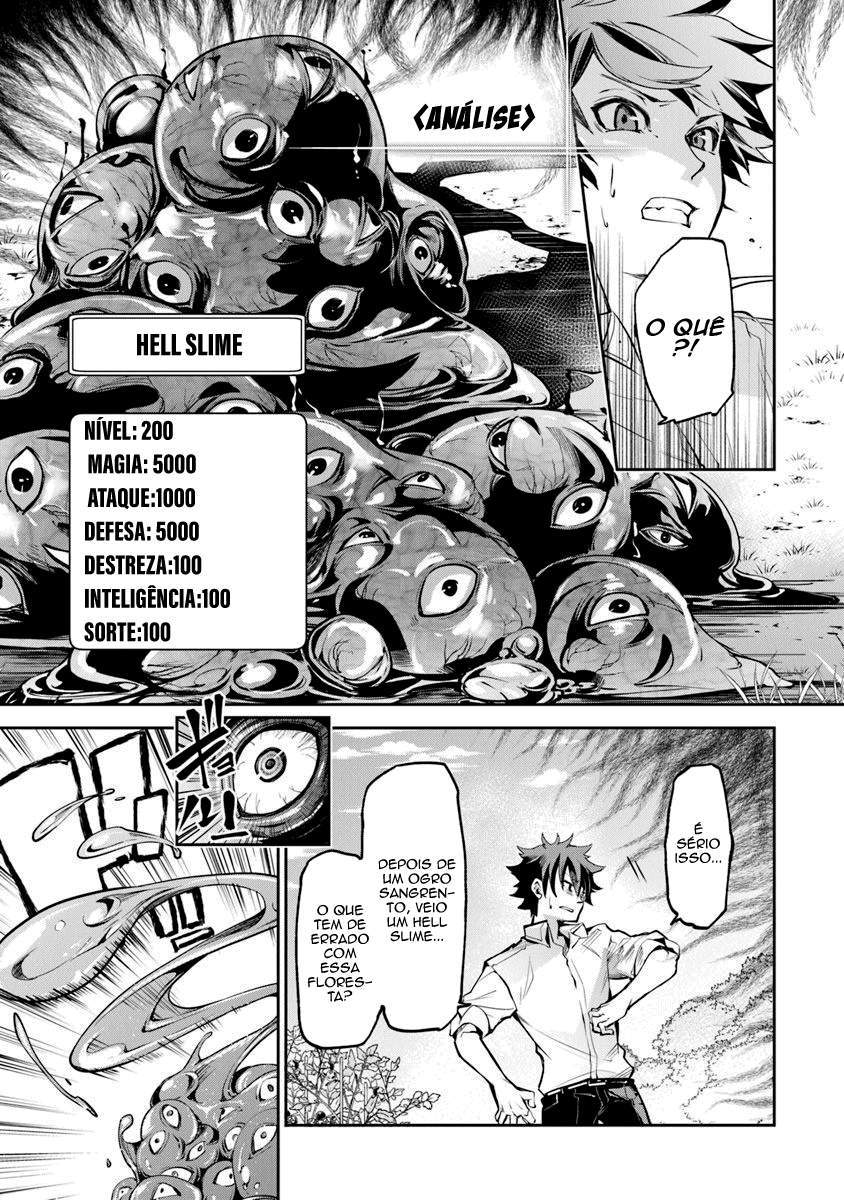 O QUÊ
?!
<ANÁLISE>
HELL SLIME
NÍVEL: 200
MAGIA: 5000
ATAQUE:1000
DEFESA: 5000
DESTREZA:100
INTELIGÊNCIA:100
SORTE:100
É
SÉRIO
ISSO...
DEPOIS DE
UM OGRO
SANGREN-
TO, VEIO
UM HELL
SLIME...
O QUE
TEM DE
ERRADO
COM
ESSA
FLORES-
TA?
ギョ